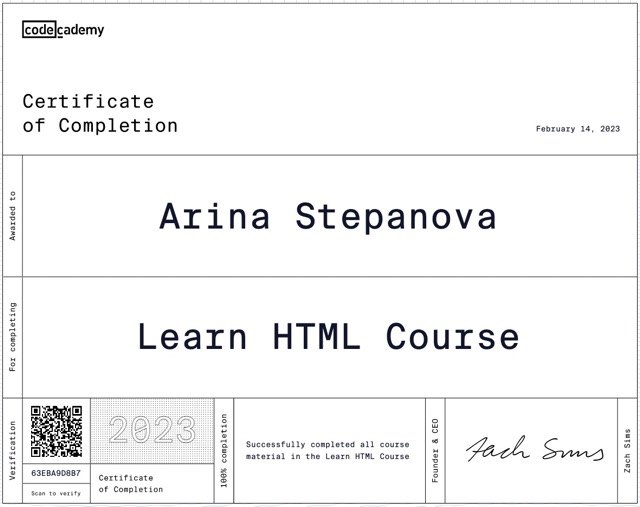 codecademy
Certificate
of Completion
February 14, 2023
Awarded to
Arina Stepanova
For completing
Learn HTML Course
Verification
63EBA9D8B7
Scan to verify
2023
Certificate
of Completion
100% completion
Successfully completed all course
material in the Learn HTML Course
Founder & CEO
Zach Sims
Zach Sims